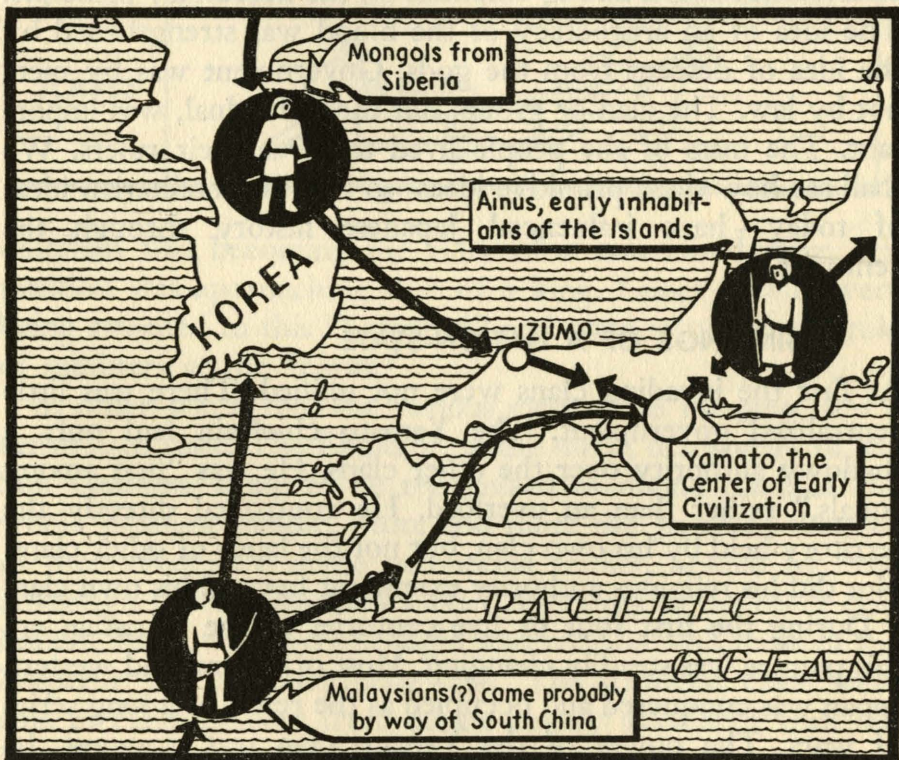 Mongols from
Siberia
Ainus, early inhabit-
ants of the Islands
KOREA
IZUMO
Yamato, the
Center of Early
Civilization
PACIFIC
OCEAN
Malaysians(?) came probably
by way of South China